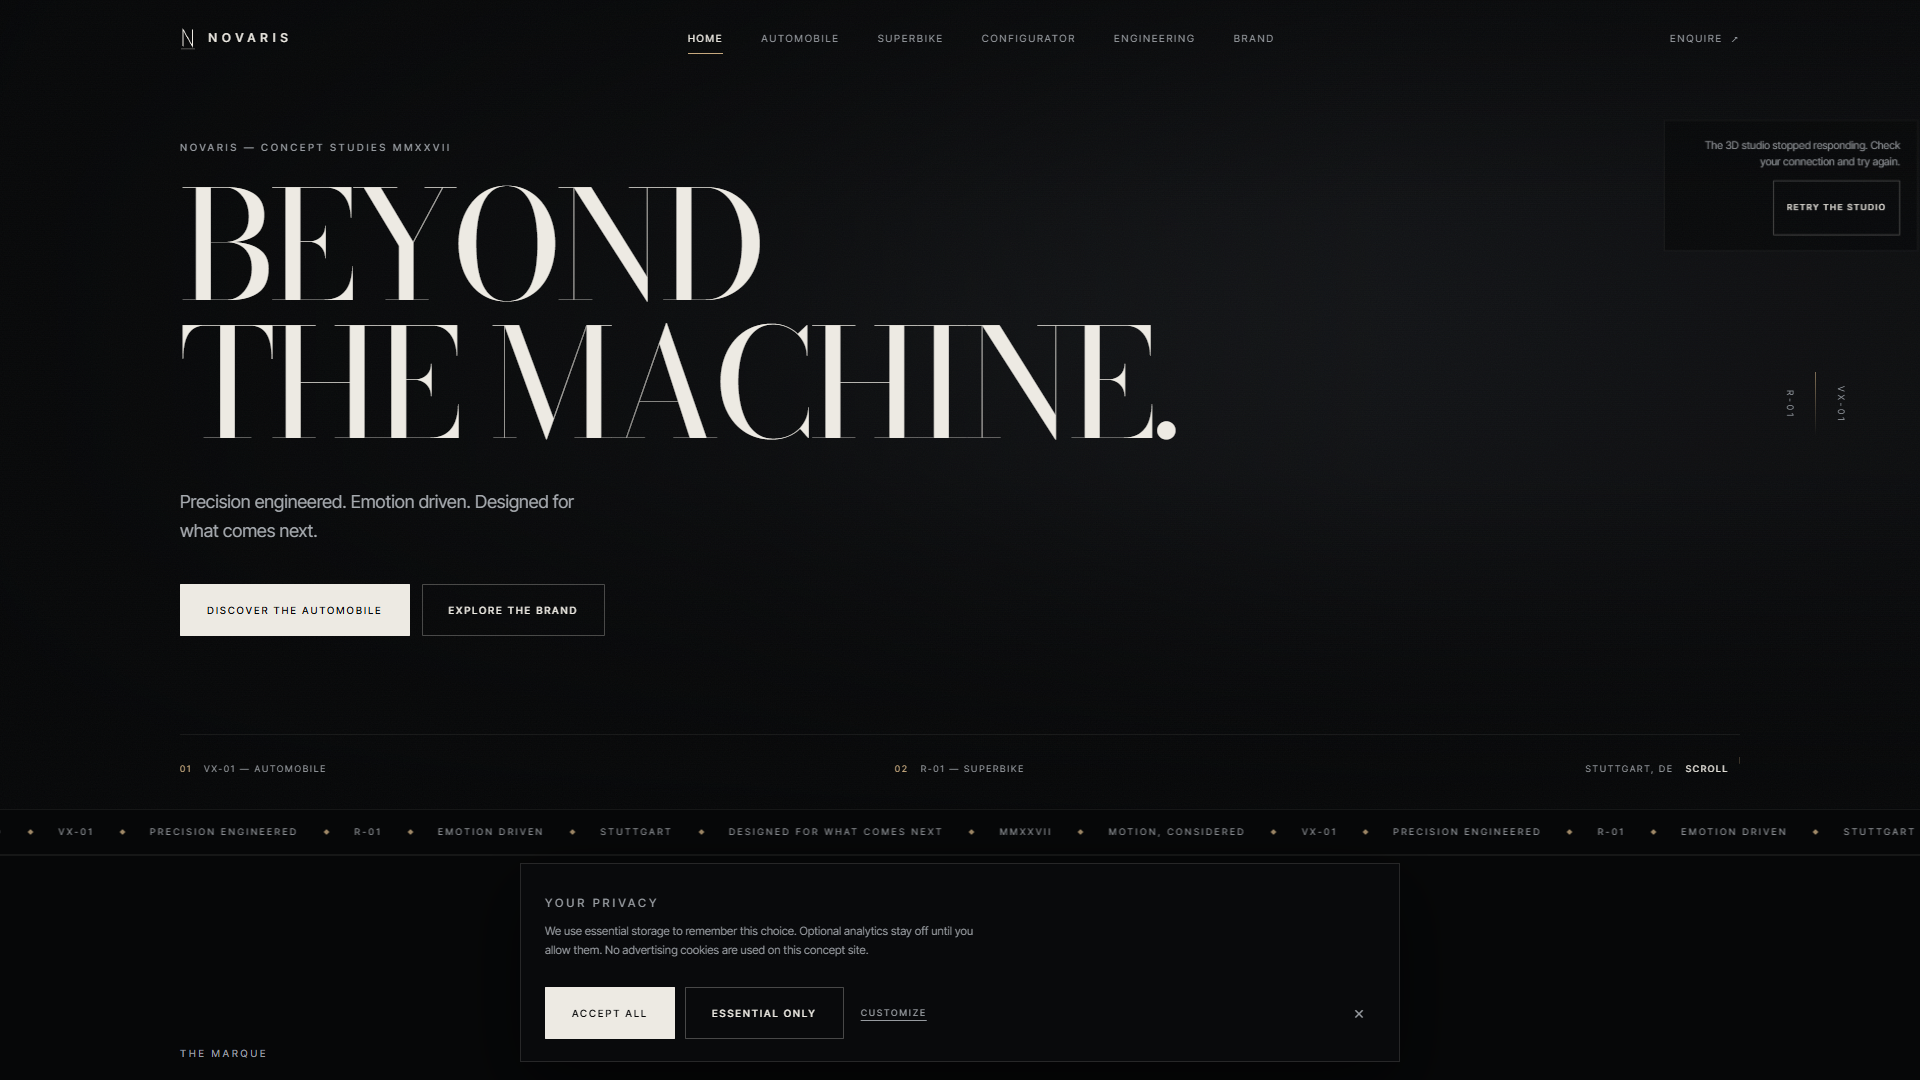 NOVARIS
HOME AUTOMOBILE SUPERBIKE CONFIGURATOR ENGINEERING BRAND
ENQUIRE ↗
NOVARIS — CONCEPT STUDIES MMXXVII
BEYOND
THE MACHINE.
The 3D studio stopped responding. Check
your connection and try again.
RETRY THE STUDIO
R-01
VX-01
Precision engineered. Emotion driven. Designed for
what comes next.
DISCOVER THE AUTOMOBILE
EXPLORE THE BRAND
01 VX-01 — AUTOMOBILE
02 R-01 — SUPERBIKE
STUTTGART, DE SCROLL
◆ VX-01 ◆ PRECISION ENGINEERED ◆ R-01 ◆ EMOTION DRIVEN ◆ STUTTGART ◆ DESIGNED FOR WHAT COMES NEXT ◆ MMXXVII ◆ MOTION, CONSIDERED ◆ VX-01 ◆ PRECISION ENGINEERED ◆ R-01 ◆ EMOTION DRIVEN ◆ STUTTGART
YOUR PRIVACY
We use essential storage to remember this choice. Optional analytics stay off until you
allow them. No advertising cookies are used on this concept site.
ACCEPT ALL
ESSENTIAL ONLY
CUSTOMIZE
✕
THE MARQUE